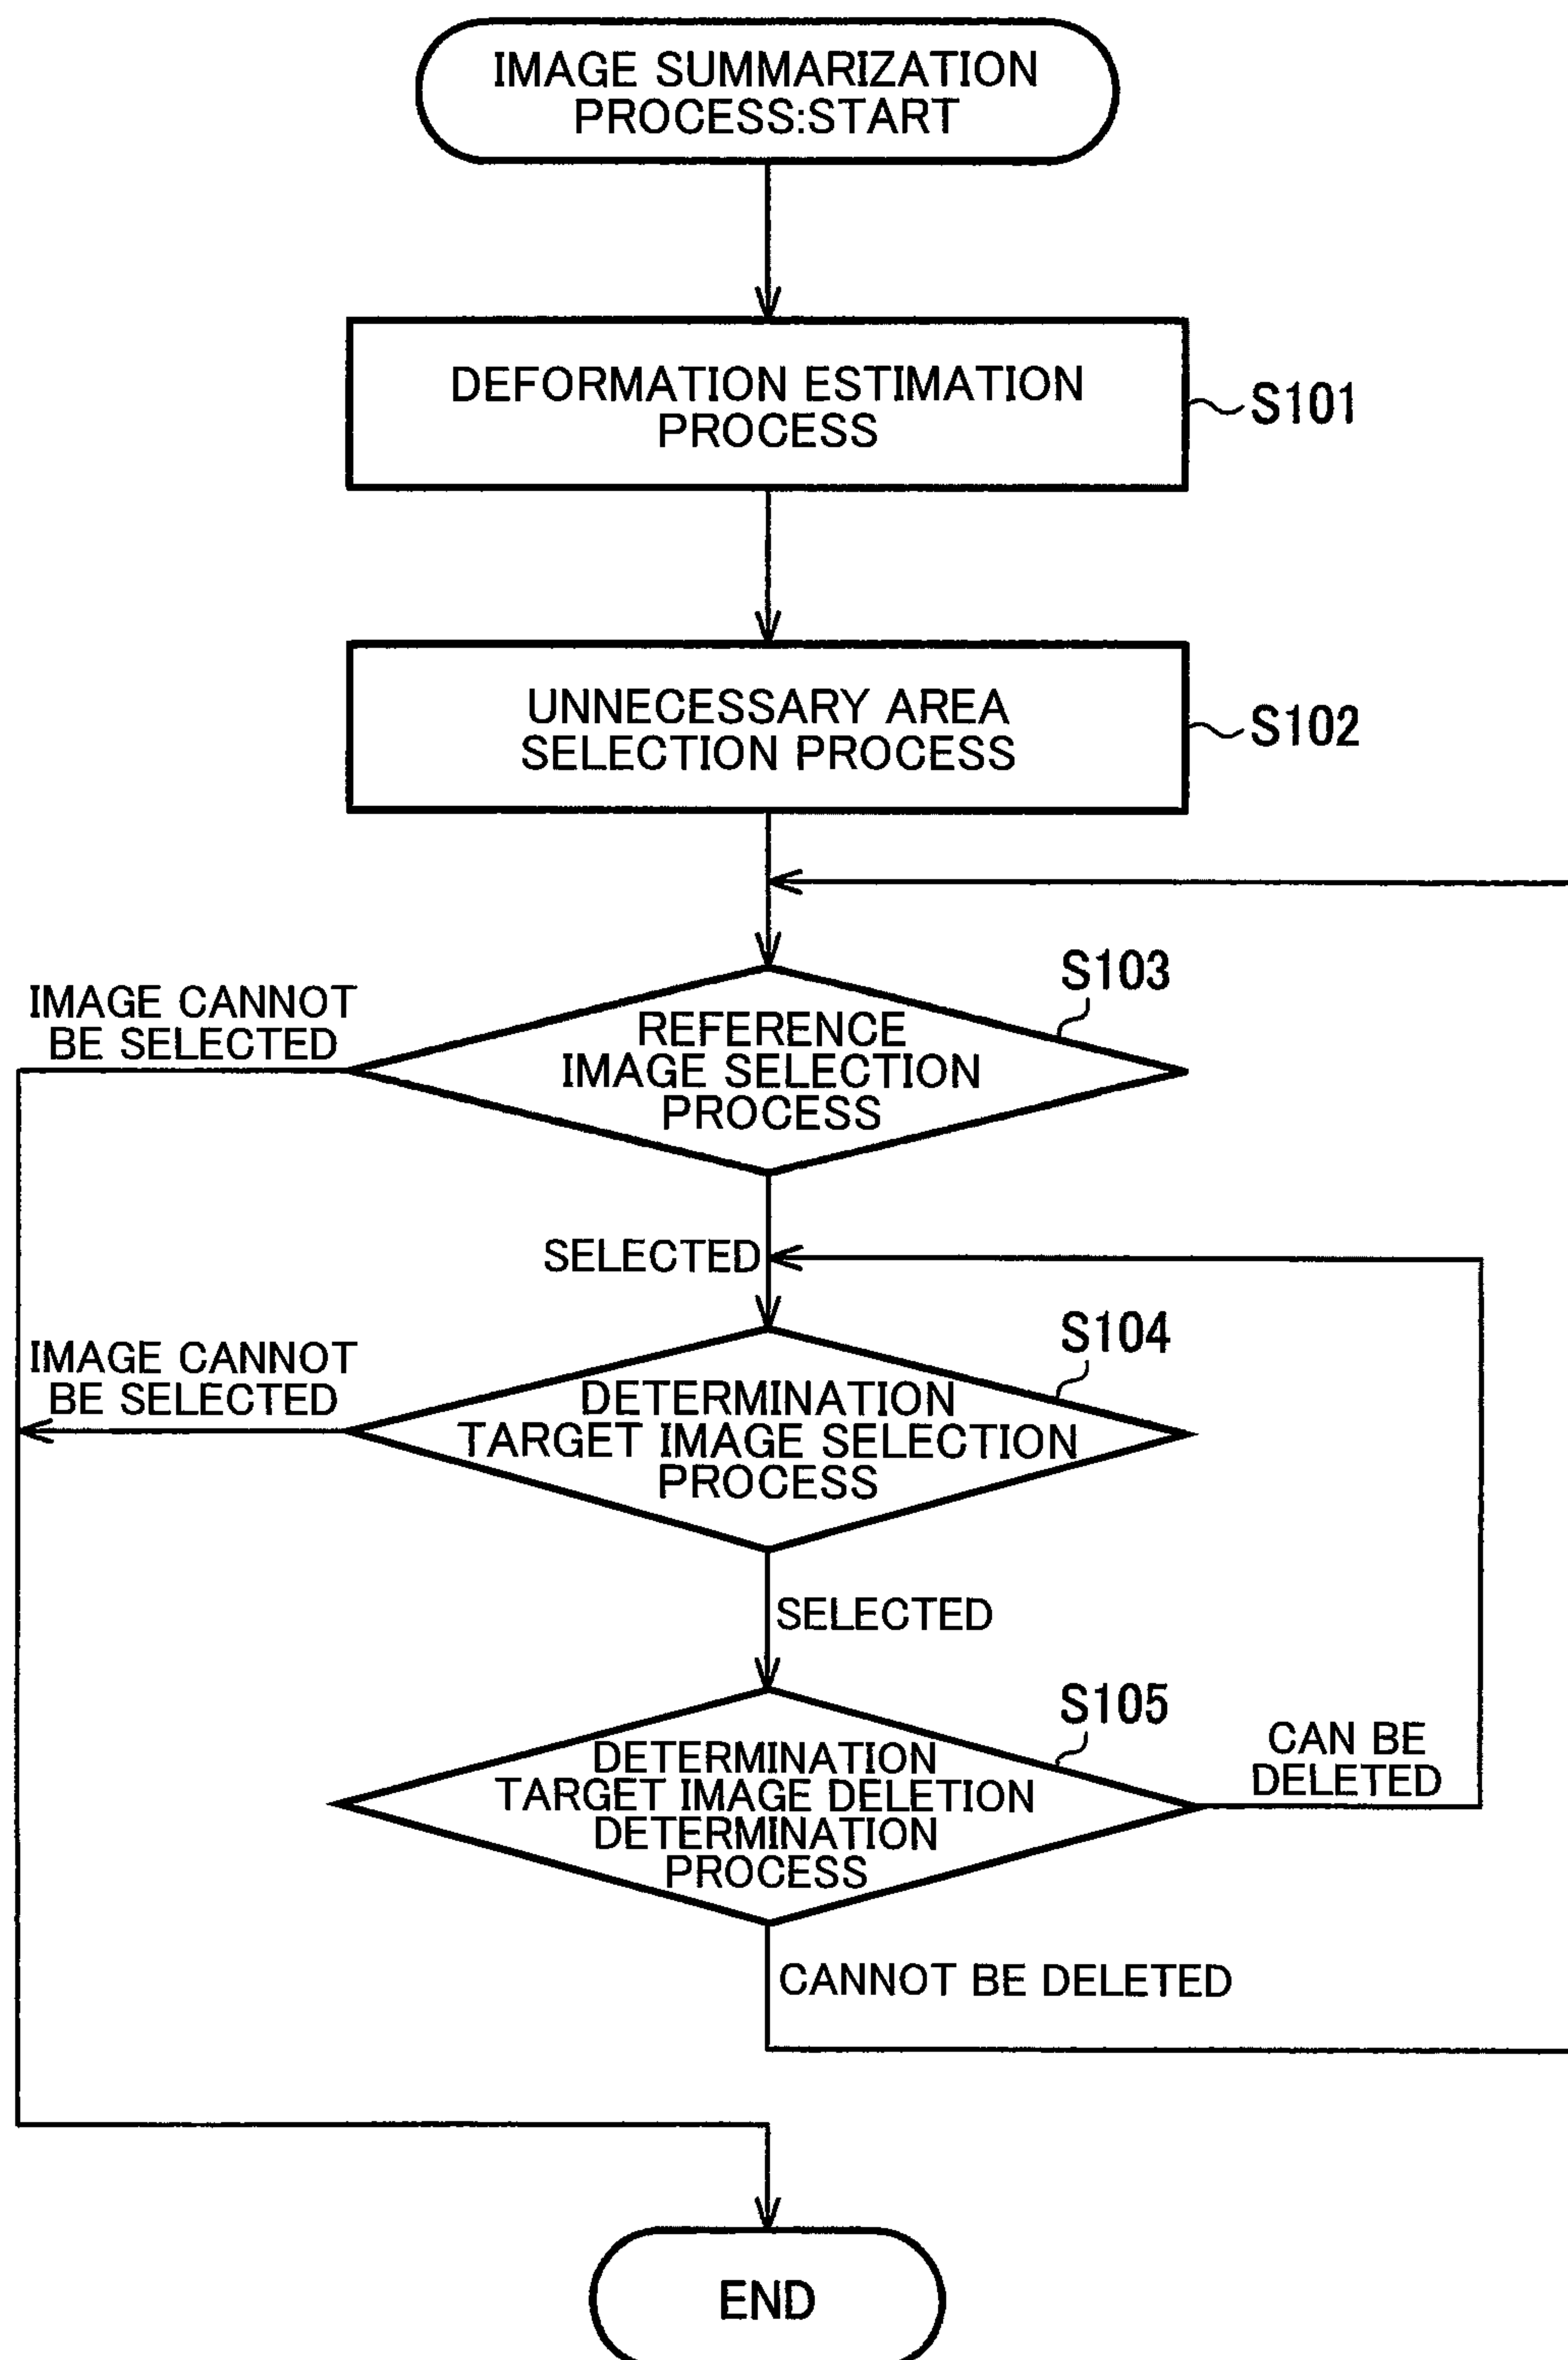 IMAGE SUMMARIZATION
PROCESS:START
DEFORMATION ESTIMATION
PROCESS
S101
UNNECESSARY AREA
SELECTION PROCESS
S102
S103
IMAGE CANNOT
BE SELECTED
REFERENCE
IMAGE SELECTION
PROCESS
SELECTED
S104
IMAGE CANNOT
BE SELECTED
DETERMINATION
TARGET IMAGE SELECTION
PROCESS
SELECTED
S105
DETERMINATION
TARGET IMAGE DELETION
DETERMINATION
PROCESS
CAN BE
DELETED
CANNOT BE DELETED
END